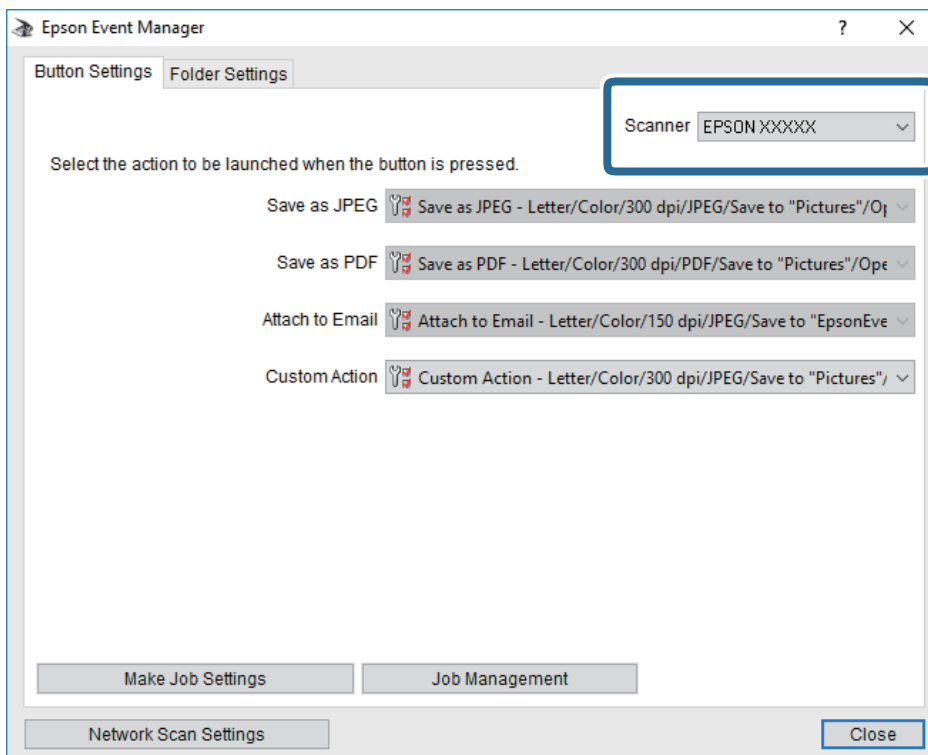 Epson Event Manager
Button Settings
Folder Settings
Scanner EPSON XXXXX
Select the action to be launched when the button is pressed.
Save as JPEG Save as JPEG - Letter/Color/300 dpi/JPEG/Save to "Pictures"/Op
Save as PDF Save as PDF - Letter/Color/300 dpi/PDF/Save to "Pictures"/Ope
Attach to Email Attach to Email - Letter/Color/150 dpi/JPEG/Save to "EpsonEve
Custom Action Custom Action - Letter/Color/300 dpi/JPEG/Save to "Pictures"/
Make Job Settings
Job Management
Network Scan Settings
Close